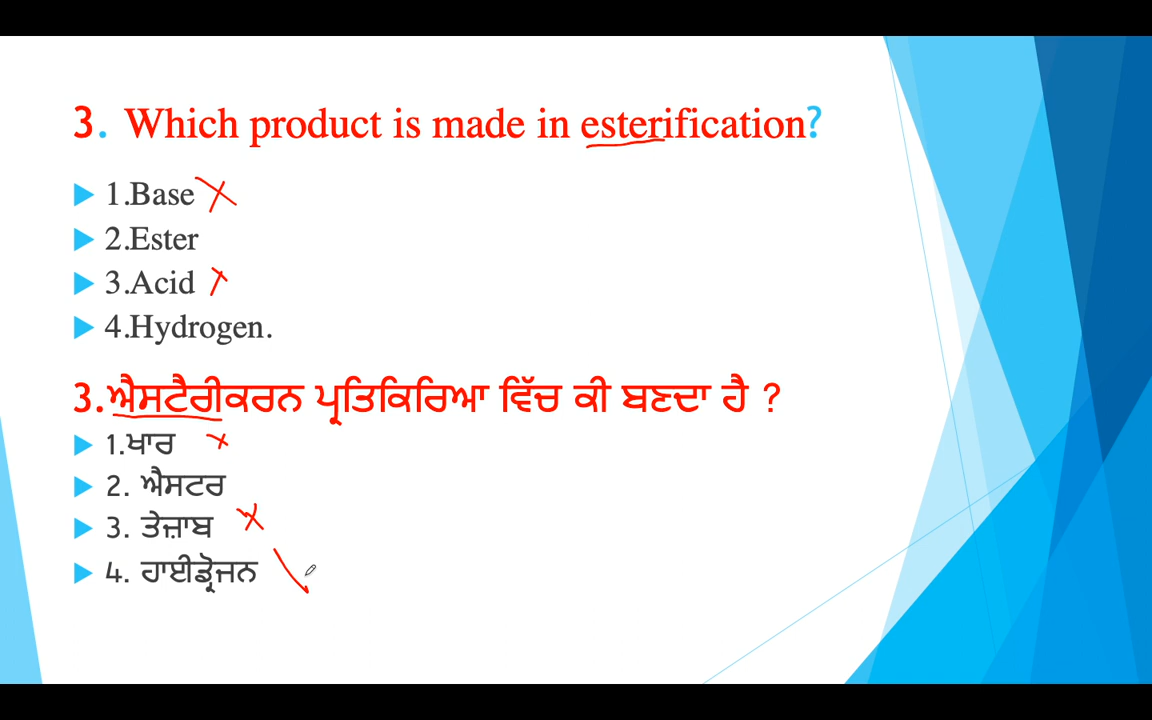 3. Which product is made in esterification?
1.Base
2.Ester
3.Acid
4.Hydrogen.
3.ਐਸਟੈਰੀਕਰਨ ਪ੍ਰਤਿਕਿਰਿਆ ਵਿੱਚ ਕੀ ਬਣਦਾ ਹੈ ?
1.ਖਾਰ
2. ਐਸਟਰ
3. ਤੇਜ਼ਾਬ
4. ਹਾਈਡ੍ਰੋਜਨ